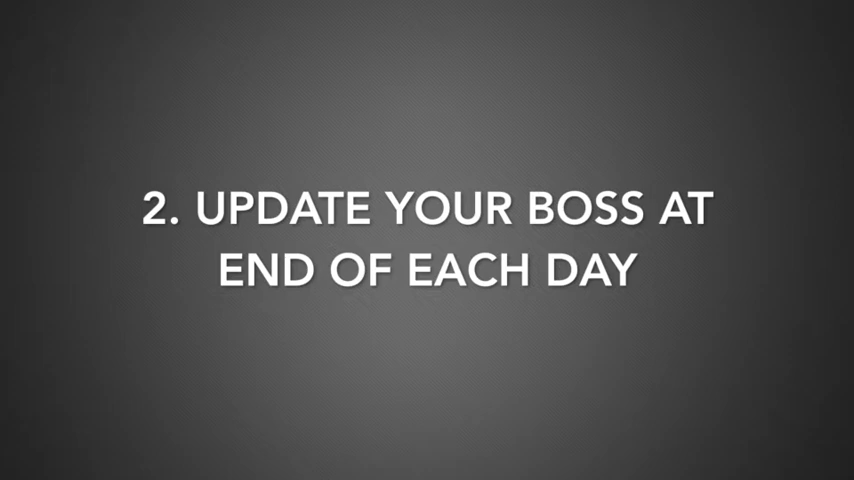 2. UPDATE YOUR BOSS AT
END OF EACH DAY